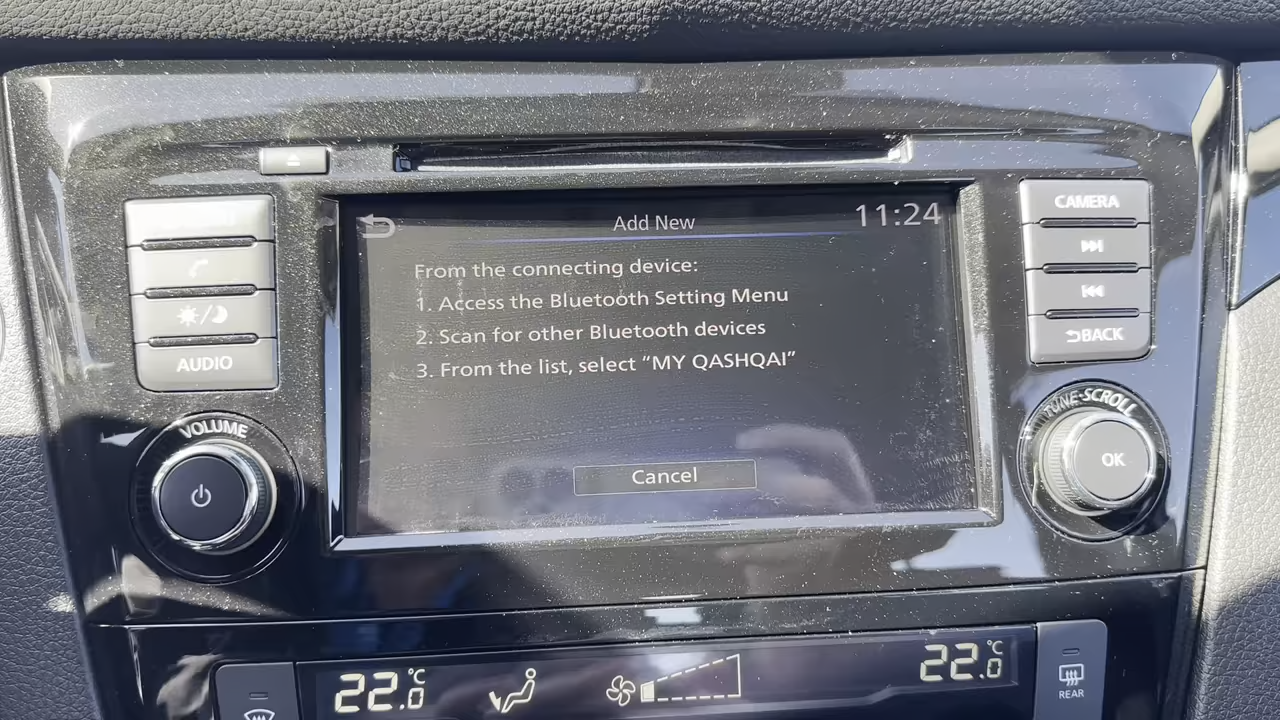 Add New
11:24
From the connecting device:
1. Access the Bluetooth Setting Menu
2. Scan for other Bluetooth devices
3. From the list, select “MY QASHQAI”
Cancel
AUDIO
VOLUME
CAMERA
BACK
TUNE·SCROLL
OK
22.0 °C
22.0 °C
REAR